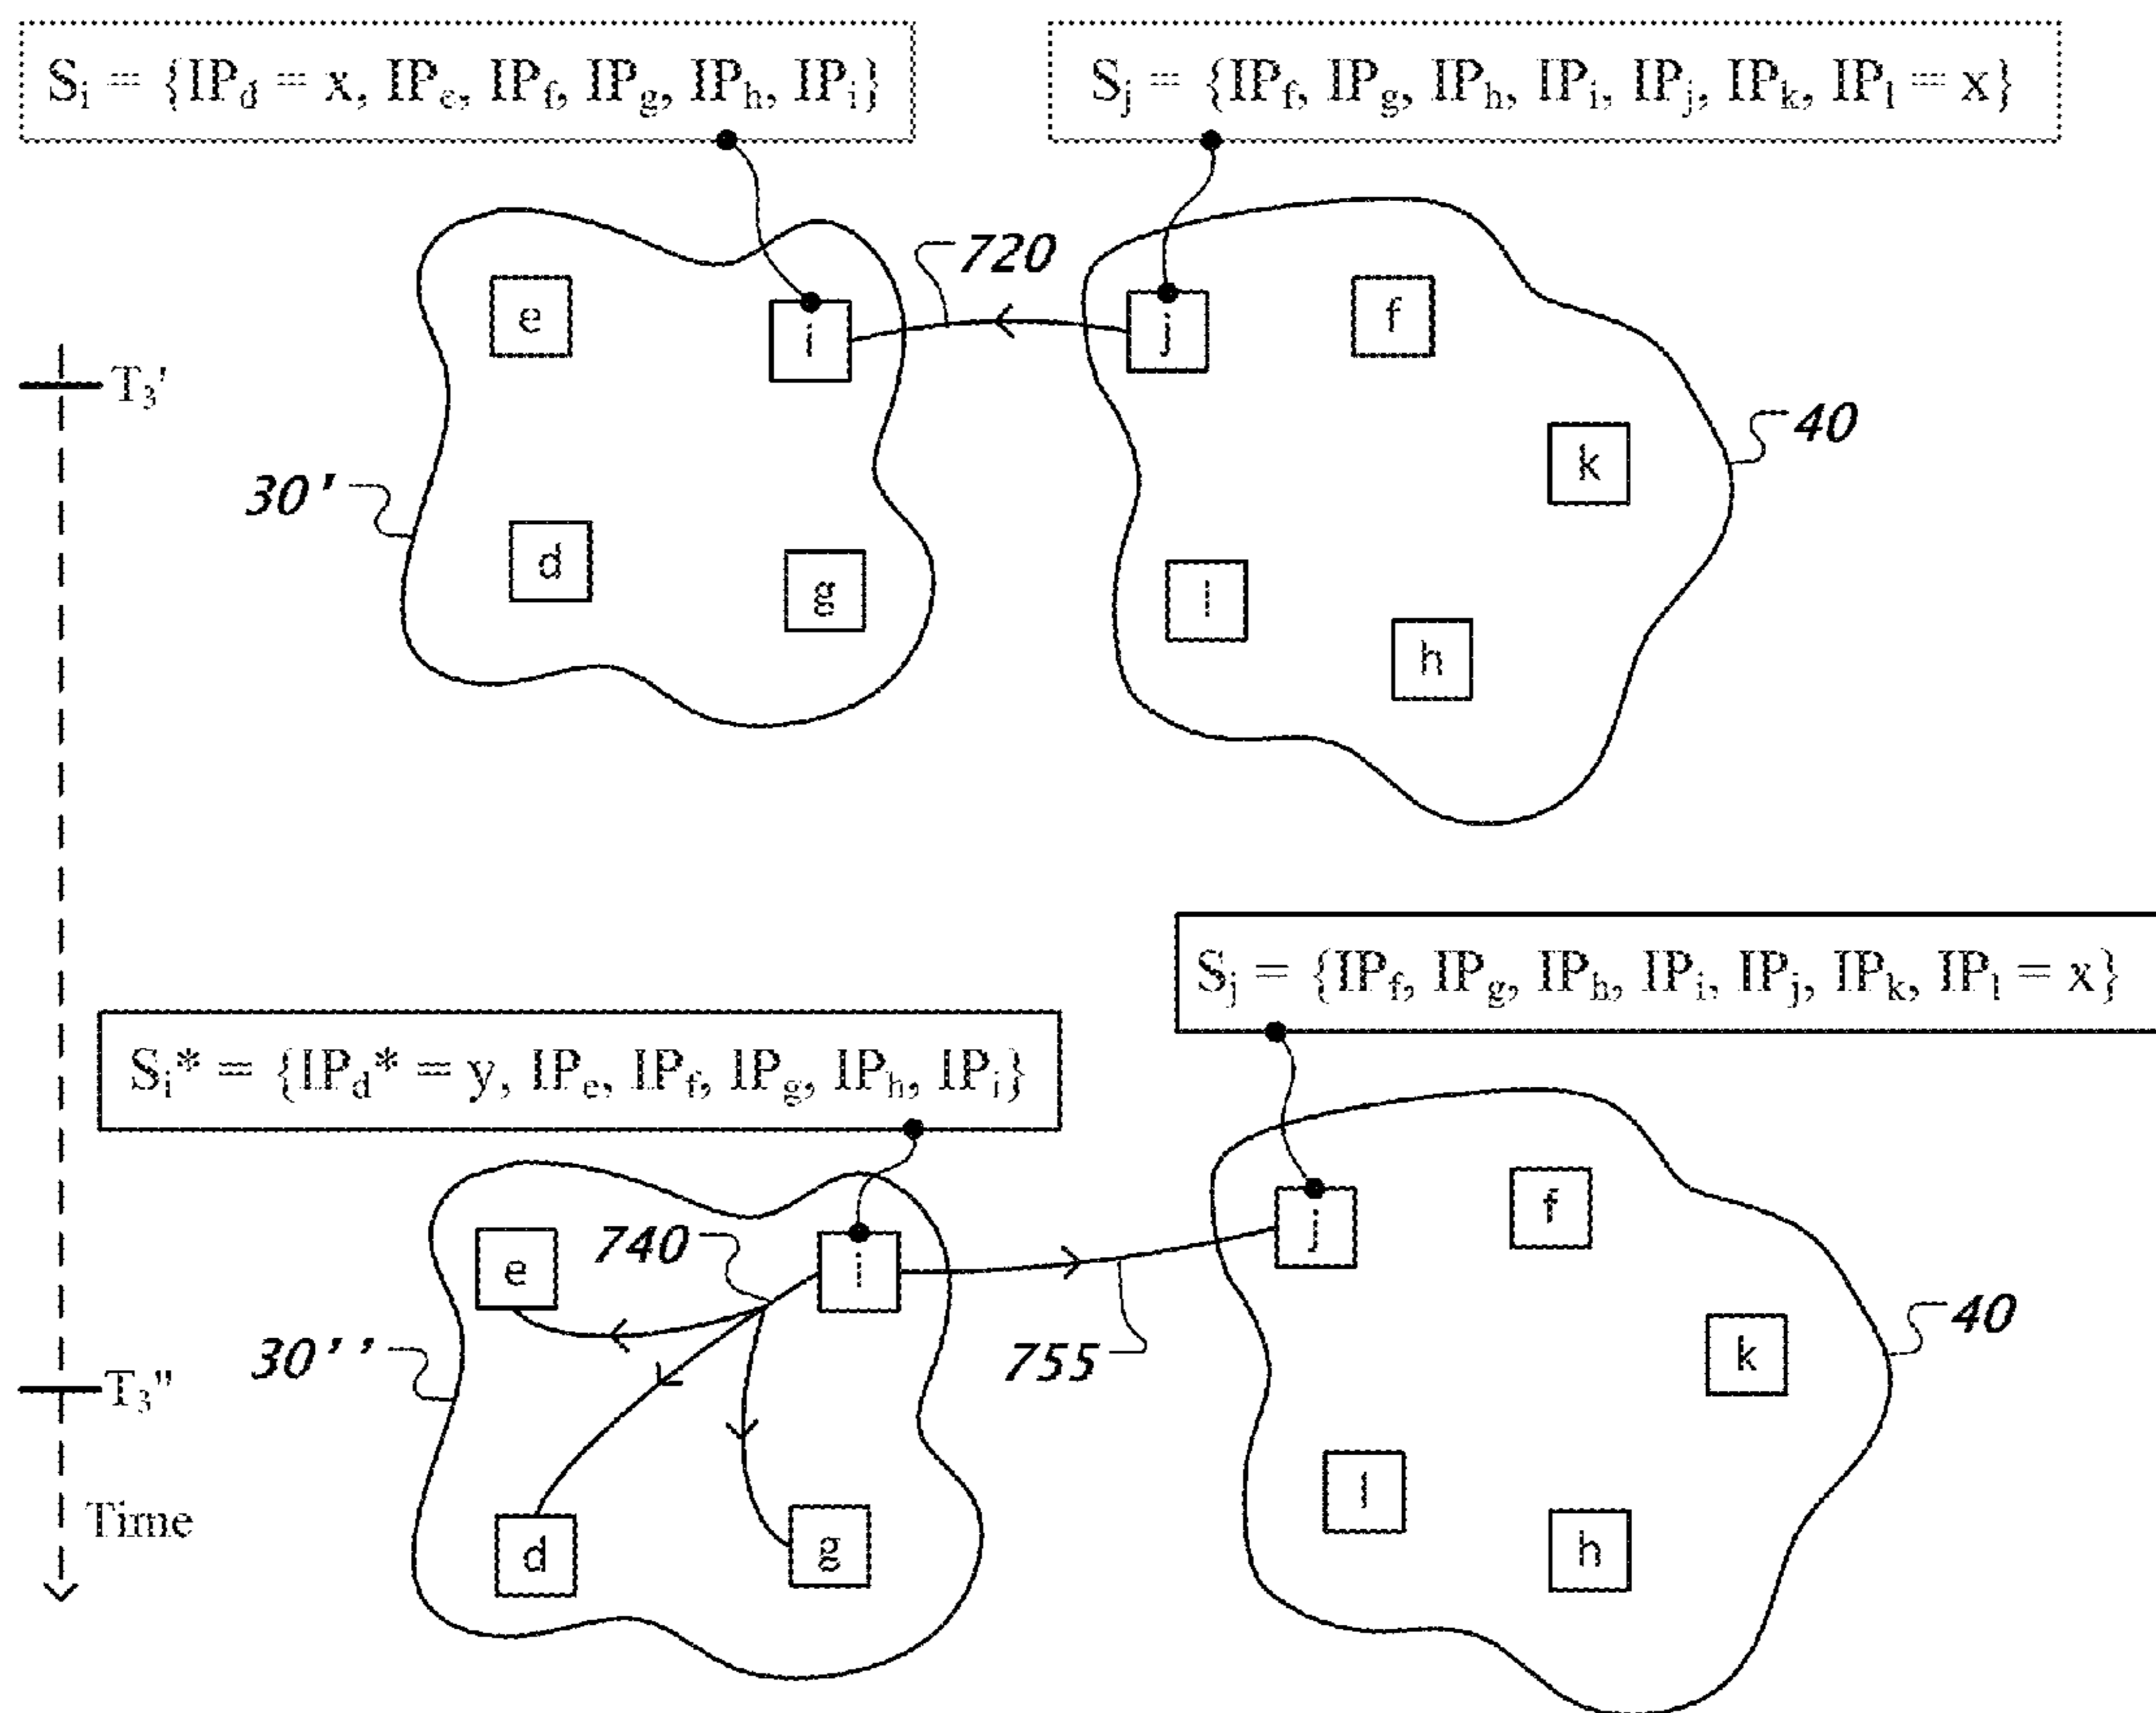 Sᵢ = {IP_d = x, IP_e, IP_f, IP_g, IP_h, IP_i}
S_j = {IP_f, IP_g, IP_h, IP_i, IP_j, IP_k, IP_l = x}
720
e
i
j
f
T₃'
40
k
30'
d
g
l
h
S_j = {IP_f, IP_g, IP_h, IP_i, IP_j, IP_k, IP_l = x}
Sᵢ* = {IP_d* = y, IP_e, IP_f, IP_g, IP_h, IP_i}
f
j
740
e
i
40
30''
755
k
T₃"
l
Time
d
g
h